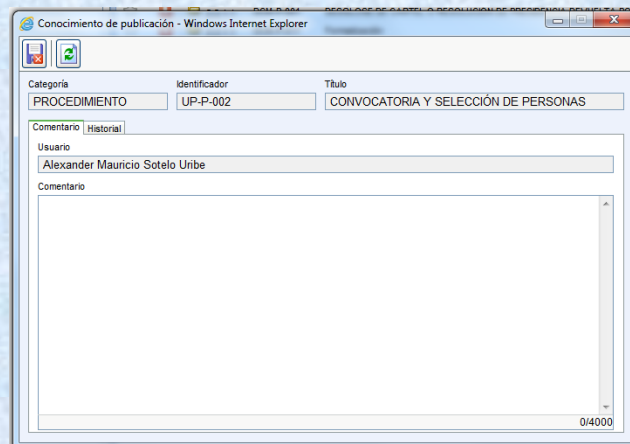 Conocimiento de publicación - Windows Internet Explorer
Categoría Identificador Título
PROCEDIMIENTO UP-P-002 CONVOCATORIA Y SELECCIÓN DE PERSONAS
Comentario Historial
Usuario
Alexander Mauricio Sotelo Uribe
Comentario
0/4000